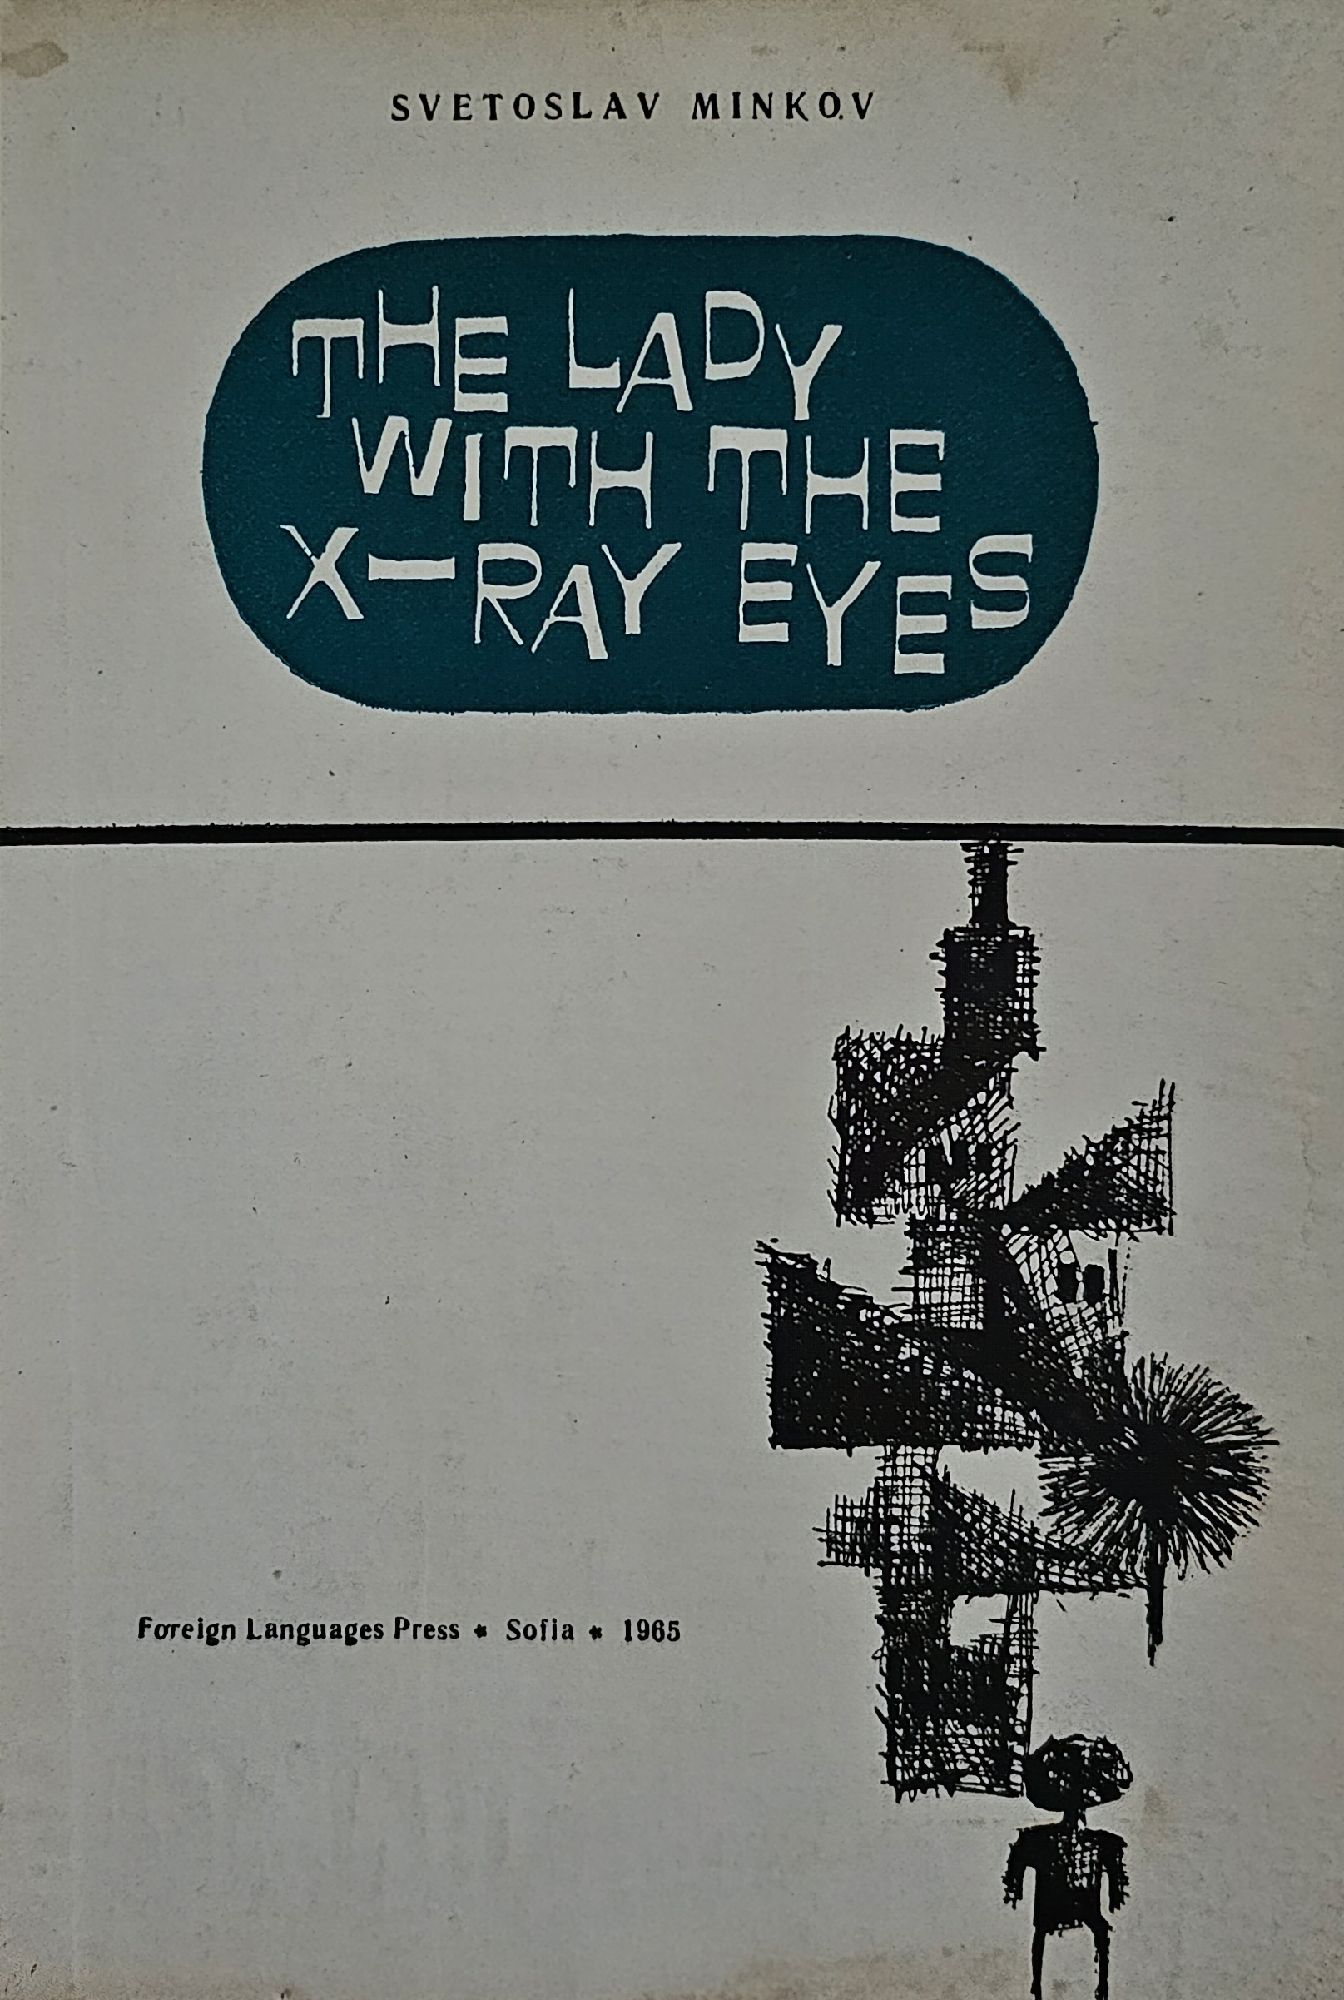 SVETOSLAV MINKOV
THE LADY
WITH THE
X-RAY EYES
Foreign Languages Press * Sofia * 1965